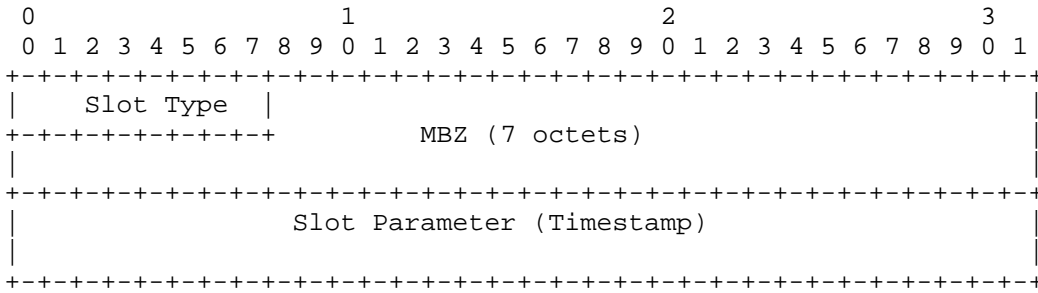 0                   1                   2                   3
 0 1 2 3 4 5 6 7 8 9 0 1 2 3 4 5 6 7 8 9 0 1 2 3 4 5 6 7 8 9 0 1
+-+-+-+-+-+-+-+-+-+-+-+-+-+-+-+-+-+-+-+-+-+-+-+-+-+-+-+-+-+-+-+-+
|    Slot Type  |                                               |
+-+-+-+-+-+-+-+-+         MBZ (7 octets)                        |
|                                                               |
+-+-+-+-+-+-+-+-+-+-+-+-+-+-+-+-+-+-+-+-+-+-+-+-+-+-+-+-+-+-+-+-+
|                 Slot Parameter (Timestamp)                    |
|                                                               |
+-+-+-+-+-+-+-+-+-+-+-+-+-+-+-+-+-+-+-+-+-+-+-+-+-+-+-+-+-+-+-+-+